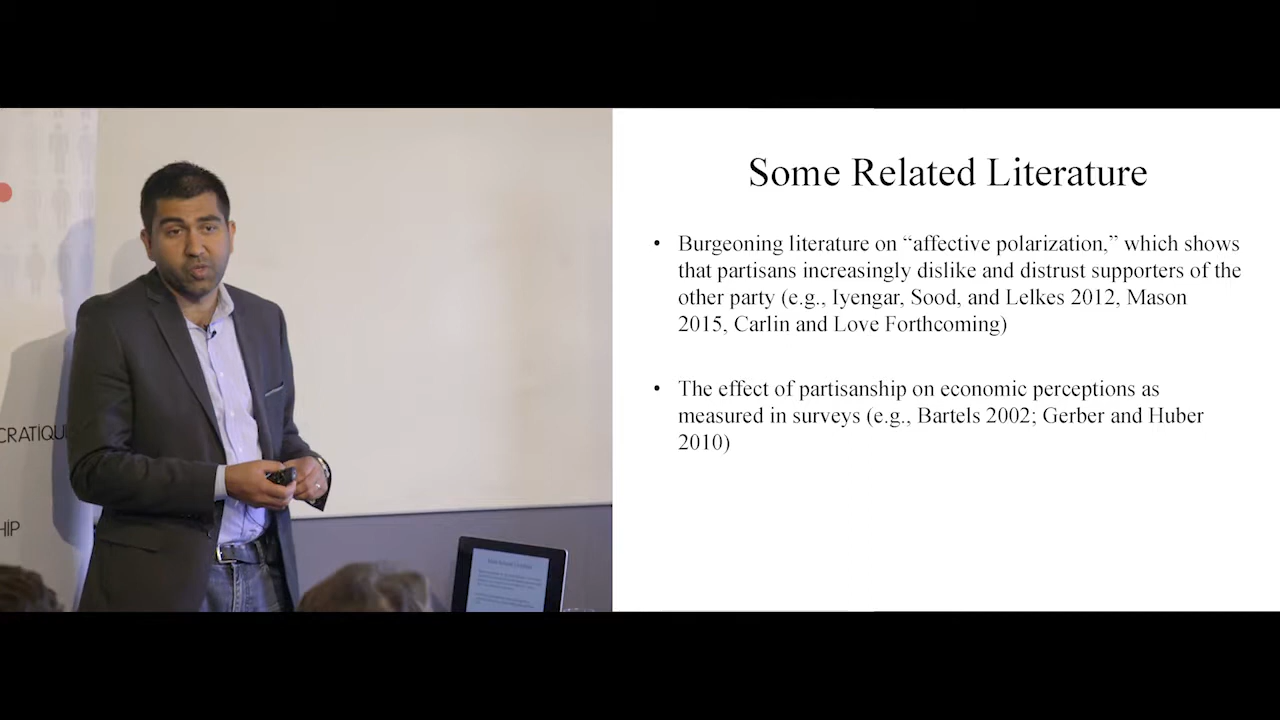 CRATIQU
HIP
Some Related Literature
• Burgeoning literature on “affective polarization,” which shows
that partisans increasingly dislike and distrust supporters of the
other party (e.g., Iyengar, Sood, and Lelkes 2012, Mason
2015, Carlin and Love Forthcoming)
• The effect of partisanship on economic perceptions as
measured in surveys (e.g., Bartels 2002; Gerber and Huber
2010)